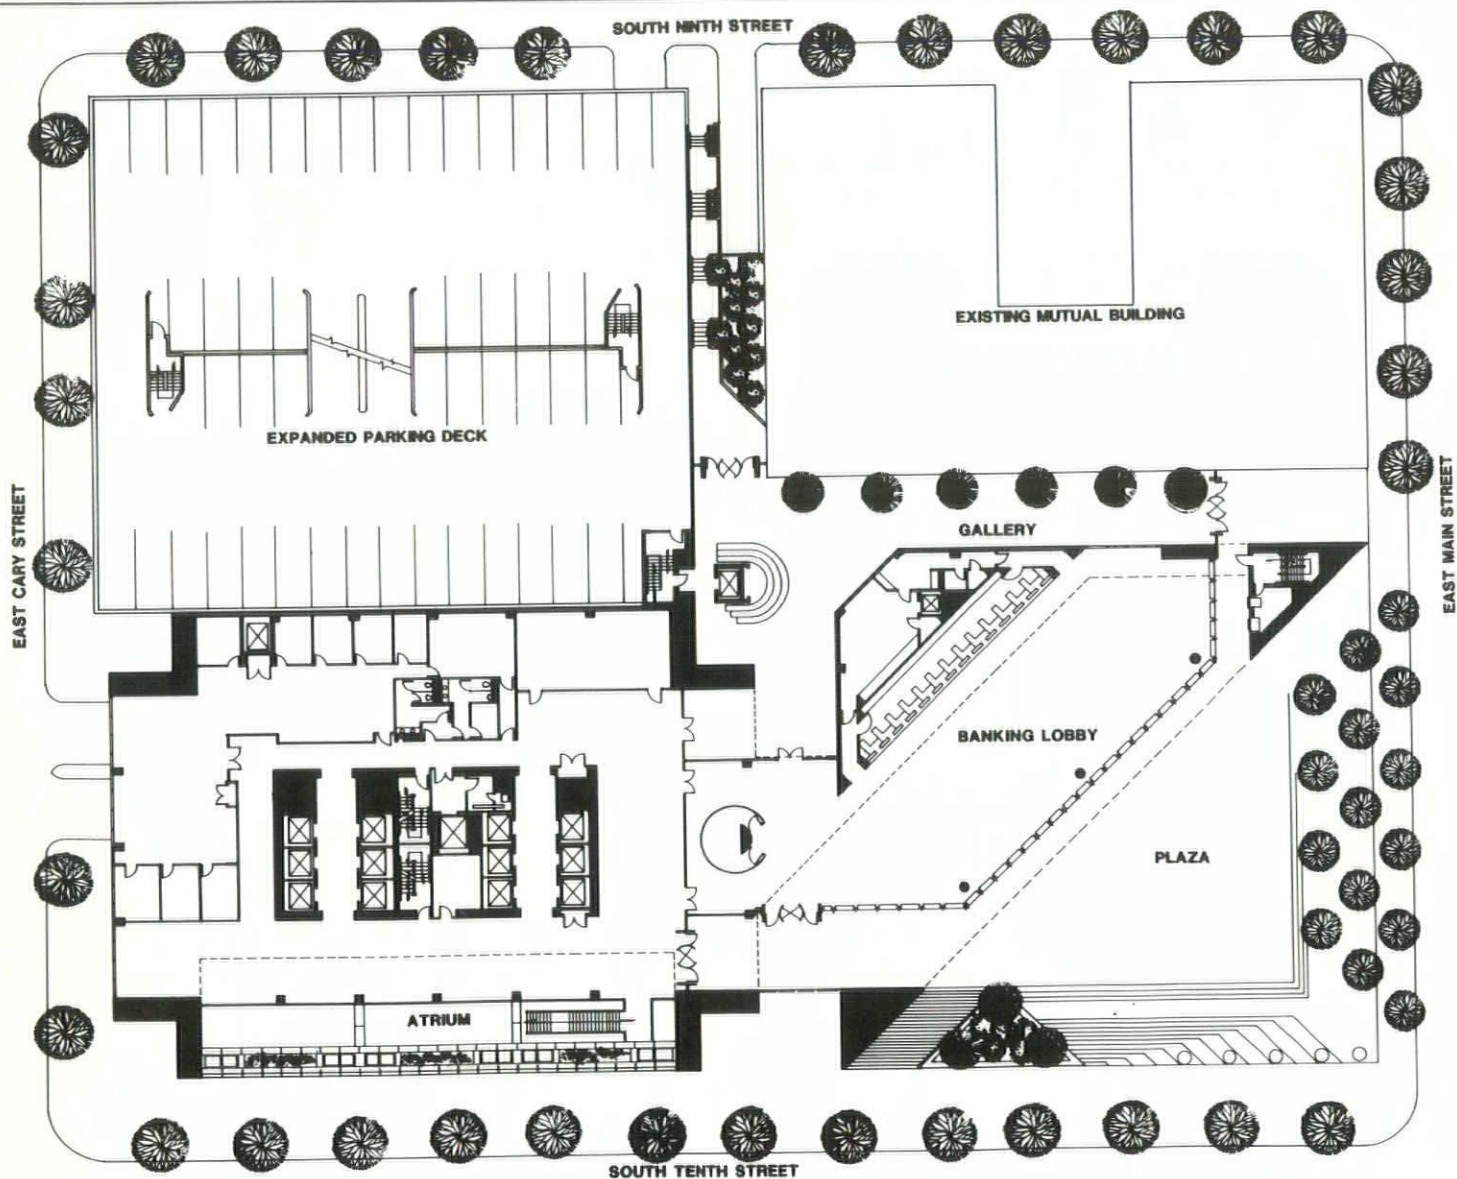 SOUTH NINTH STREET
EXISTING MUTUAL BUILDING
EXPANDED PARKING DECK
EAST CARY STREET
EAST MAIN STREET
GALLERY
BANKING LOBBY
PLAZA
ATRIUM
SOUTH TENTH STREET